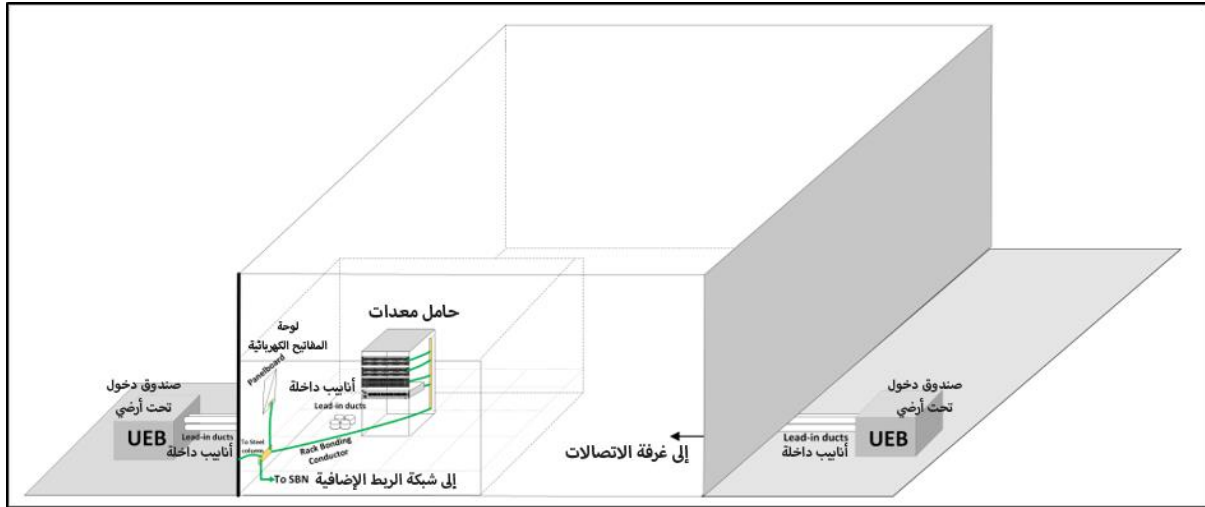 حامل معدات
لوحة
المفاتيح الكهربائية
Panelboard
أنابيب داخلة
Lead-in ducts
صندوق دخول
تحت أرضي
UEB
Lead-in ducts
أنابيب داخلة
To Steel
column
Rack Bonding
Conductor
To SBN
إلى شبكة الربط الإضافية
إلى غرفة الاتصالات
صندوق دخول
تحت أرضي
UEB
Lead-in ducts
أنابيب داخلة